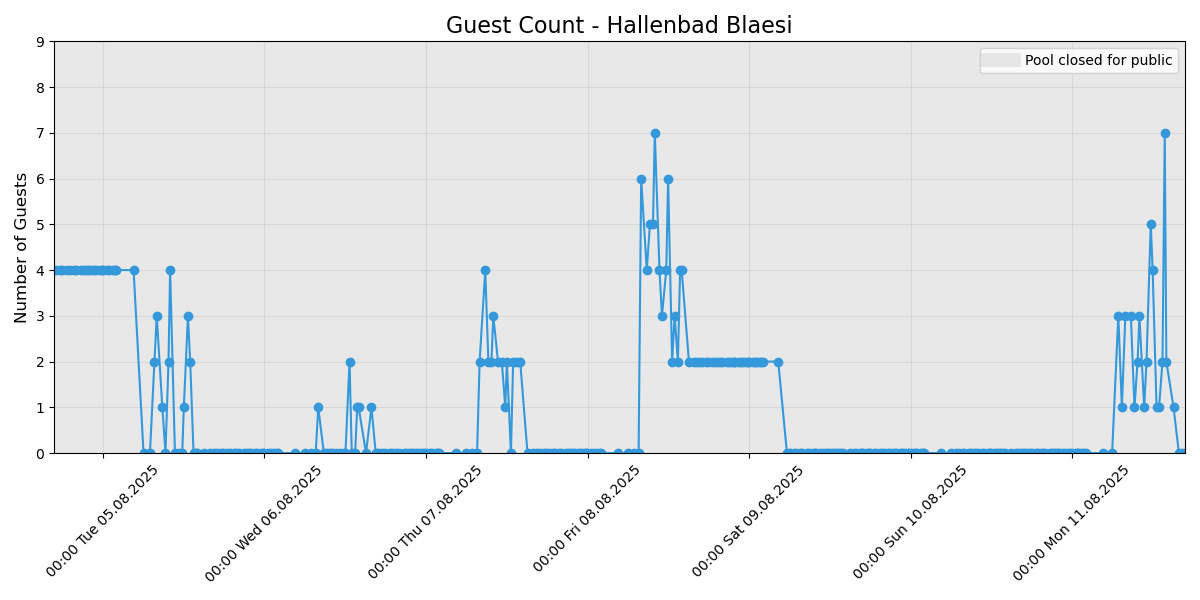 Guest Count - Hallenbad Blaesi
Pool closed for public
Number of Guests
9
8
7
6
5
4
3
2
1
0
00:00 Tue 05.08.2025
00:00 Wed 06.08.2025
00:00 Thu 07.08.2025
00:00 Fri 08.08.2025
00:00 Sat 09.08.2025
00:00 Sun 10.08.2025
00:00 Mon 11.08.2025